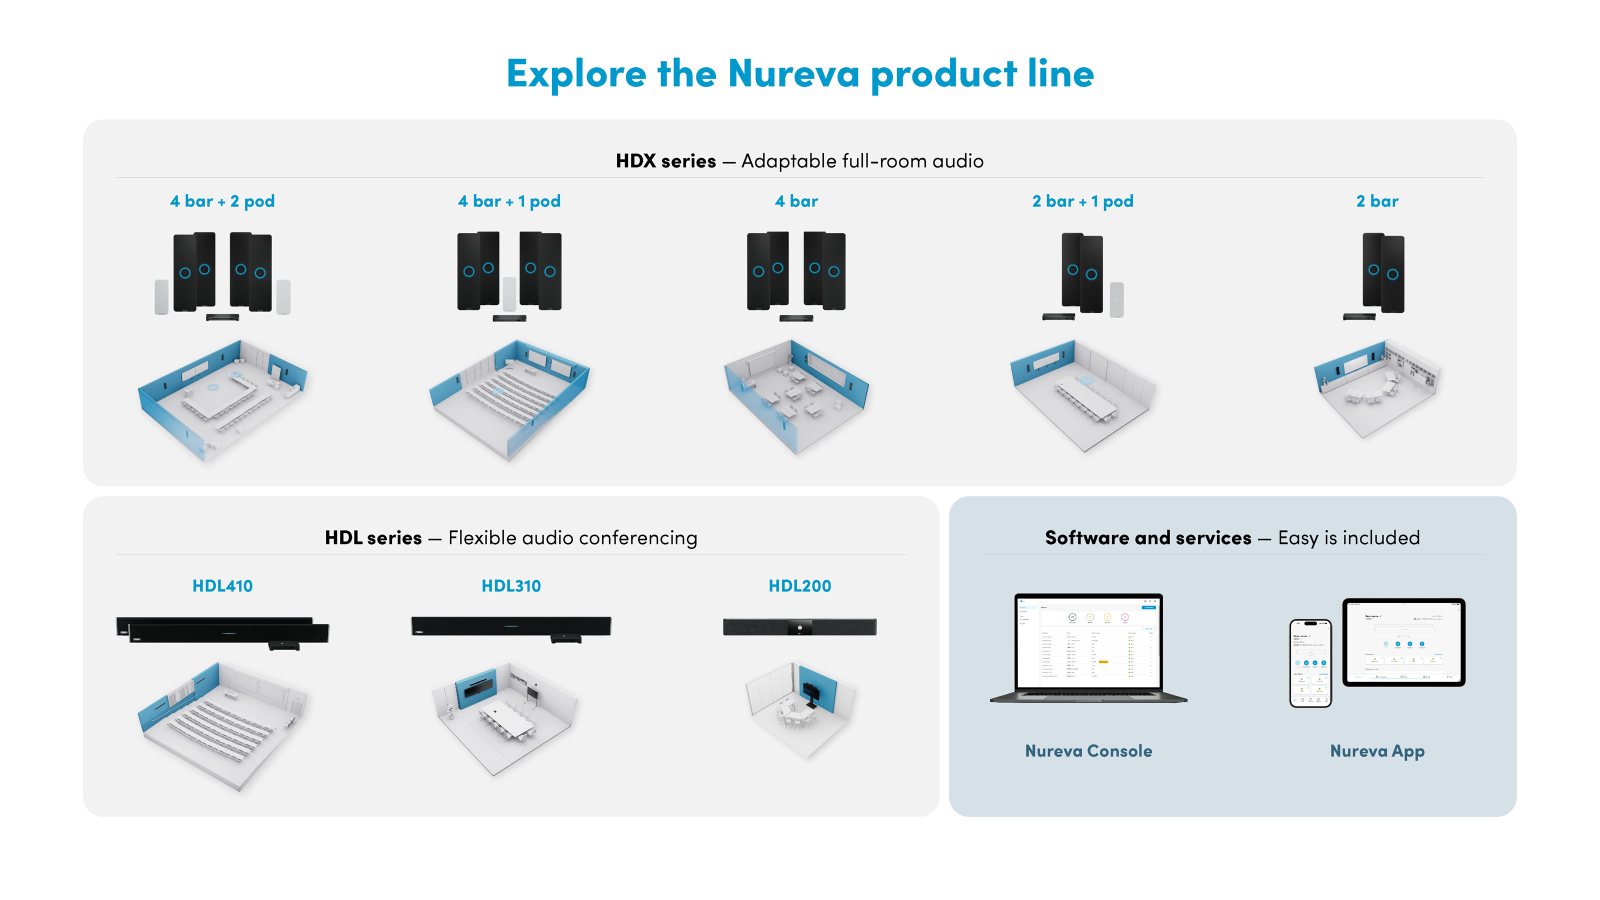 Explore the Nureva product line
HDX series — Adaptable full-room audio
4 bar + 2 pod
4 bar + 1 pod
4 bar
2 bar + 1 pod
2 bar
HDL series — Flexible audio conferencing
HDL410
HDL310
HDL200
Software and services — Easy is included
Nureva Console
Nureva App